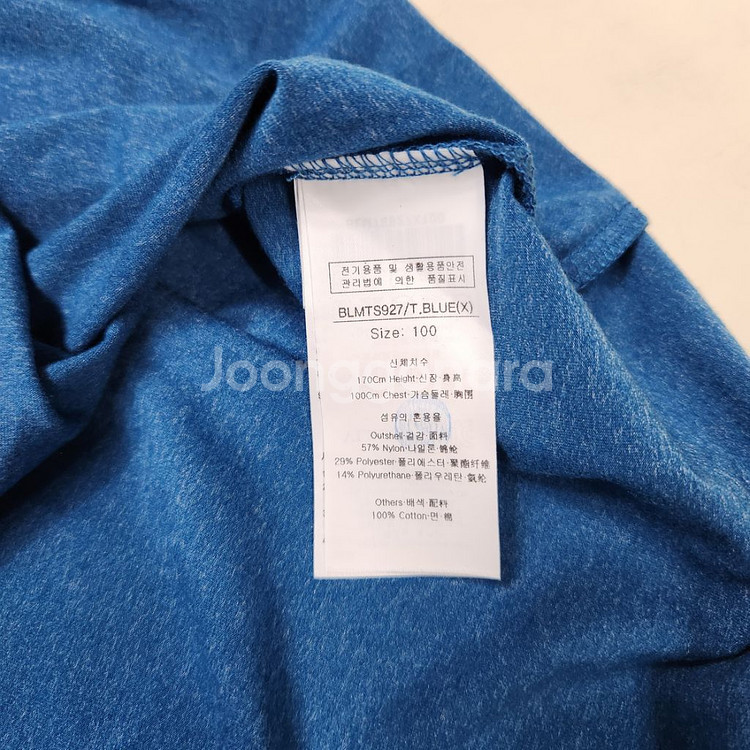 전기용품 및 생활용품안전
관리법에 의한 품질표시
BLMTS927/T.BLUE(X)
Size: 100
신체치수
170Cm Height·신장·身高
100Cm Chest·가슴둘레·胸围
섬유의 혼용율
Outshell·겉감·面料
57% Nylon·나일론·锦纶
29% Polyester·폴리에스터·聚酯纤维
14% Polyurethane·폴리우레탄·氨纶
Others·배색·配料
100% Cotton·면·棉